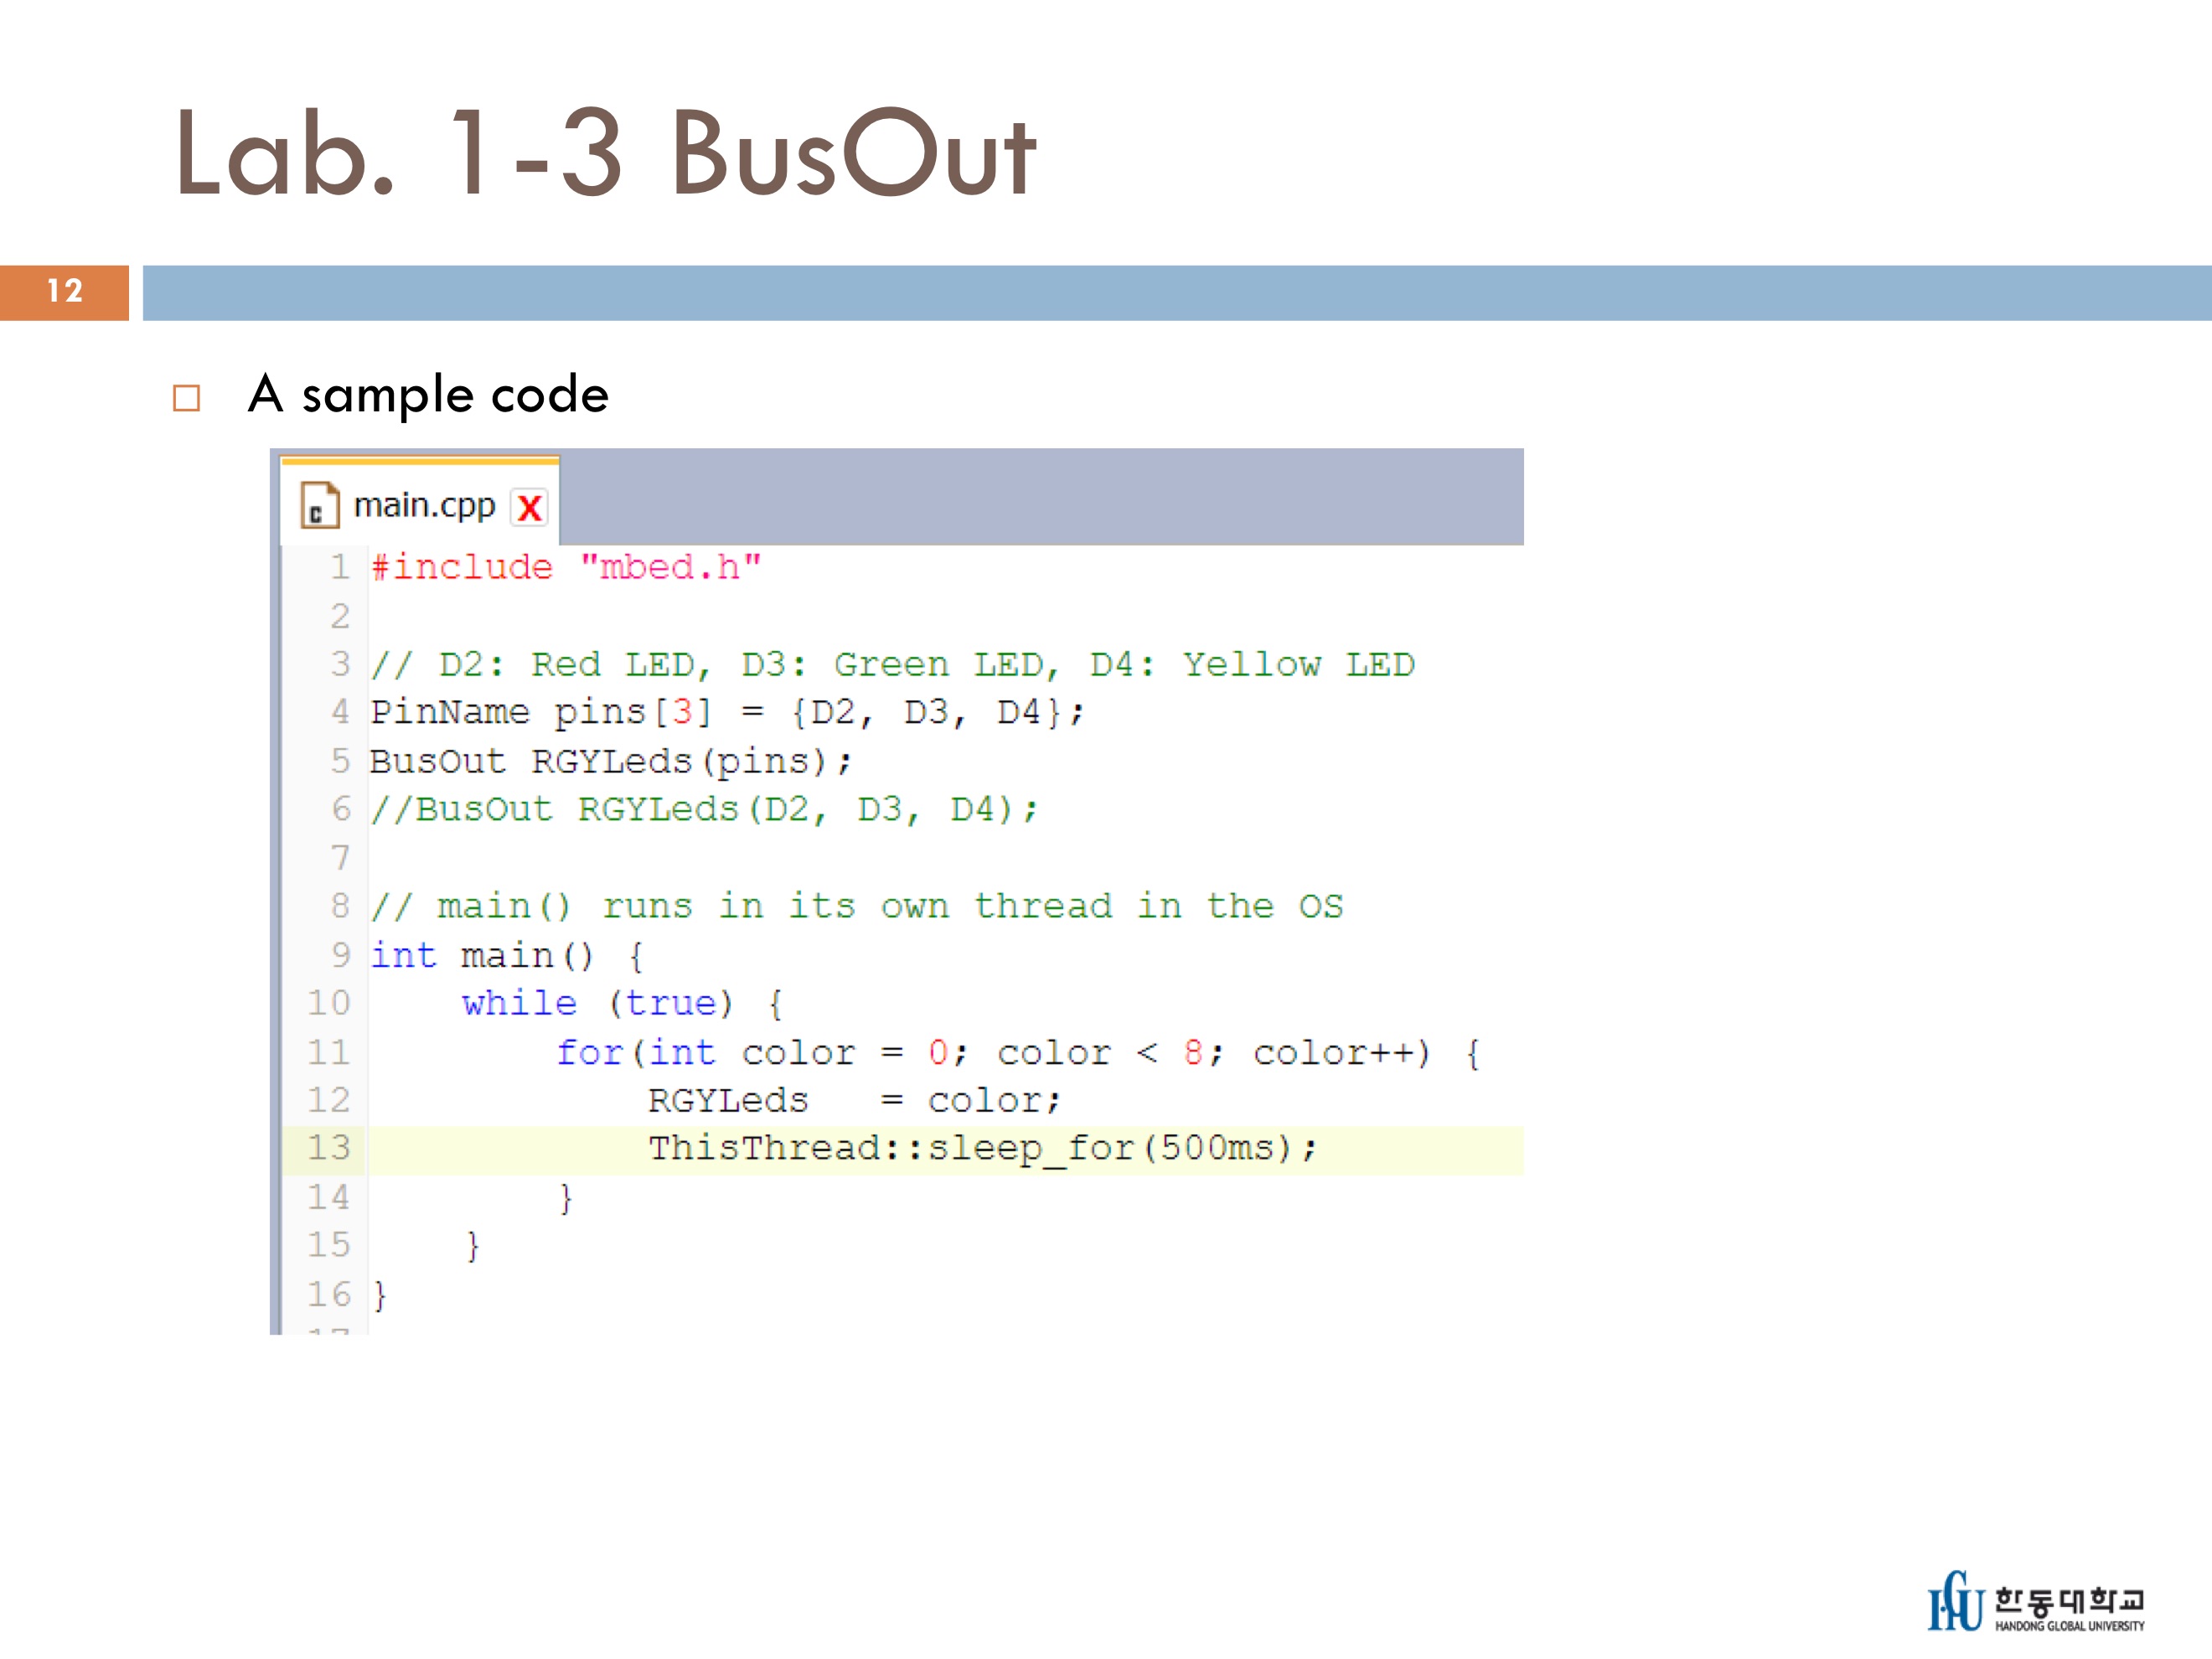 Lab. 1-3 BusOut
12
A sample code
main.cpp X
1 #include "mbed.h"
2
3 // D2: Red LED, D3: Green LED, D4: Yellow LED
4 PinName pins[3] = {D2, D3, D4};
5 BusOut RGYLeds(pins);
6 //BusOut RGYLeds(D2, D3, D4);
7
8 // main() runs in its own thread in the OS
9 int main() {
10     while (true) {
11         for(int color = 0; color < 8; color++) {
12             RGYLeds   = color;
13             ThisThread::sleep_for(500ms);
14         }
15     }
16 }
HGU 한동대학교
HANDONG GLOBAL UNIVERSITY